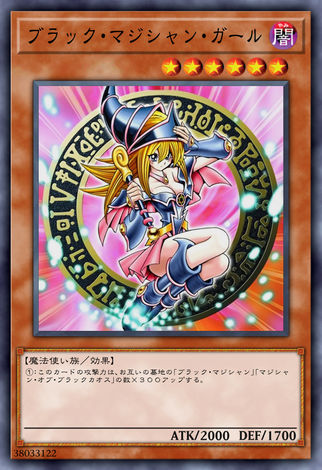 ブラック・マジシャン・ガール
闇
やみ
【魔法使い族/効果】
①:このカードの攻撃力は、お互いの墓地の「ブラック・マジシャン」「マジシャ
ン・オブ・ブラックカオス」の数×300アップする。
ATK/2000 DEF/1700
38033122